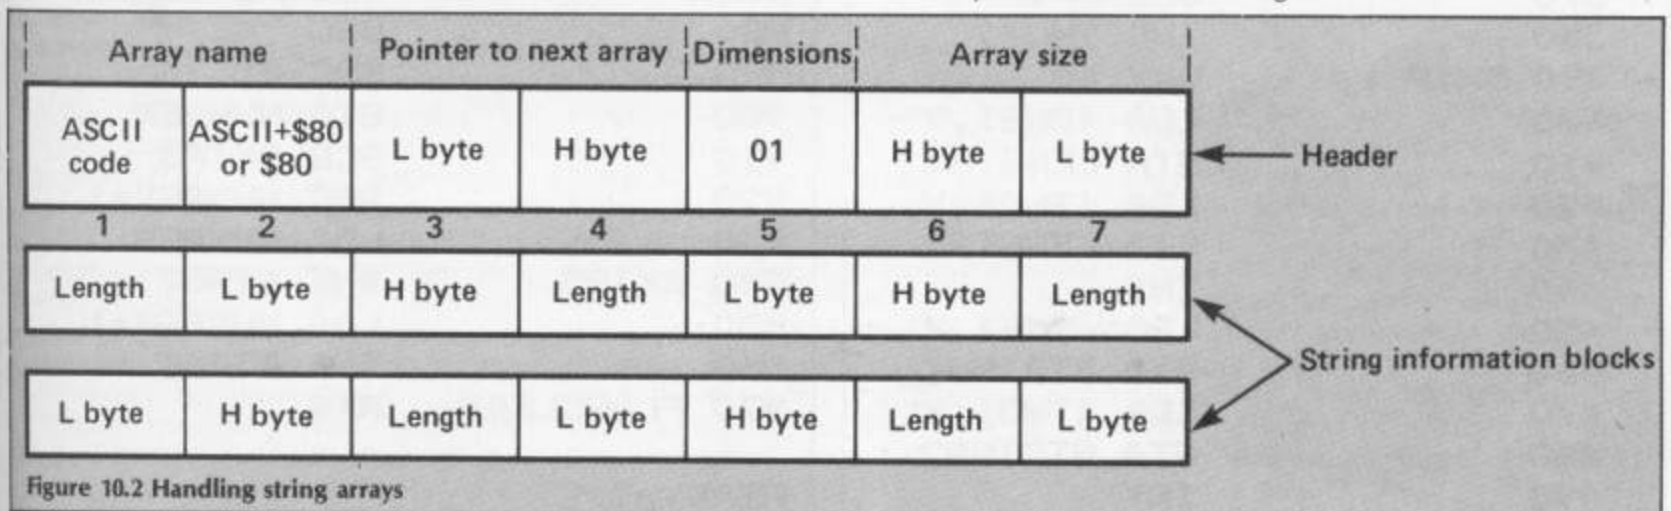 Array name Pointer to next array Dimensions Array size
ASCII code ASCII+$80 or $80 L byte H byte 01 H byte L byte Header
1 2 3 4 5 6 7
Length L byte H byte Length L byte H byte Length
String information blocks
L byte H byte Length L byte H byte Length L byte
Figure 10.2 Handling string arrays